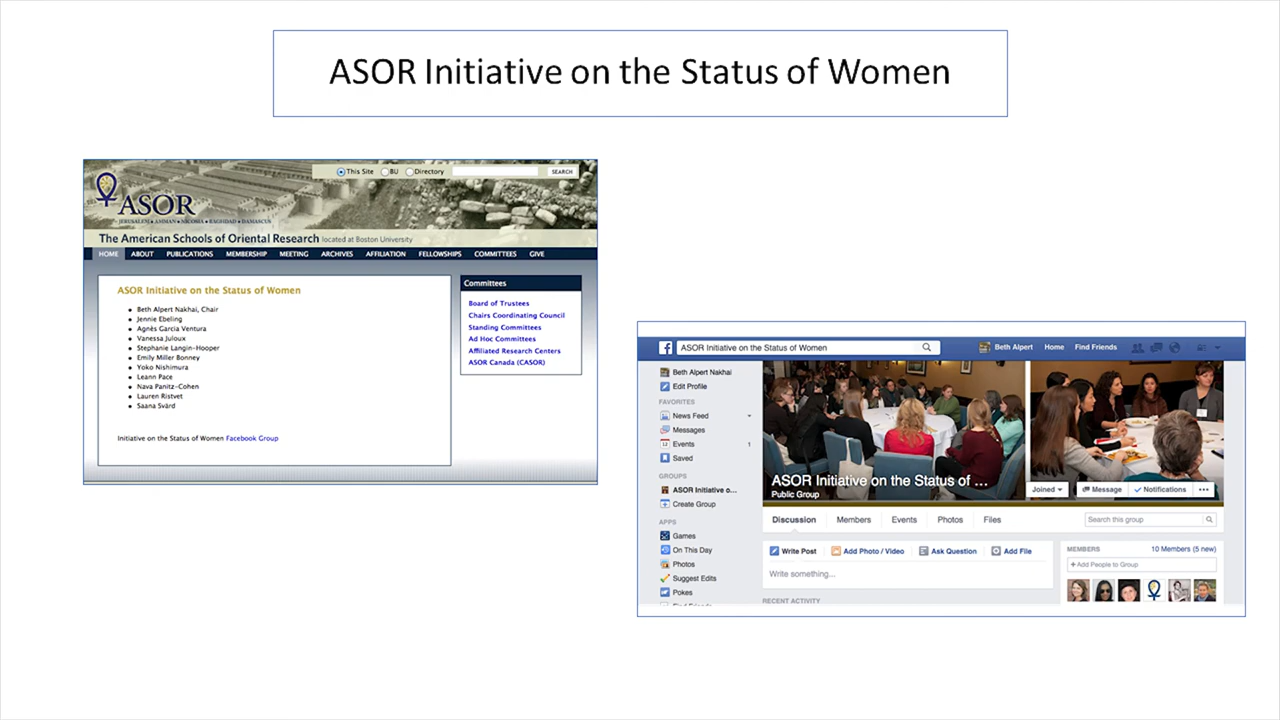 ASOR Initiative on the Status of Women
This Site BU Directory SEARCH
ASOR
JERUSALEM • AMMAN • NICOSIA • BAGHDAD • DAMASCUS
The American Schools of Oriental Research located at Boston University
HOME ABOUT PUBLICATIONS MEMBERSHIP MEETING ARCHIVES AFFILIATION FELLOWSHIPS COMMITTEES GIVE
ASOR Initiative on the Status of Women
• Beth Alpert Nakhai, Chair
• Jennie Ebeling
• Agnès Garcia Ventura
• Vanessa Juloux
• Stephanie Langin-Hooper
• Emily Miller Bonney
• Yoko Nishimura
• Leann Pace
• Nava Panitz-Cohen
• Lauren Ristvet
• Saana Svärd
Initiative on the Status of Women Facebook Group
Committees
Board of Trustees
Chairs Coordinating Council
Standing Committees
Ad Hoc Committees
Affiliated Research Centers
ASOR Canada (CASOR)
f ASOR Initiative on the Status of Women Beth Alpert Home Find Friends
Beth Alpert Nakhai
Edit Profile
FAVORITES
News Feed
Messages
Events 1
Saved
GROUPS
ASOR Initiative o...
Create Group
APPS
Games
On This Day
Photos
Suggest Edits
Pokes
ASOR Initiative on the Status of ...
Public Group
Joined Message Notifications ...
Discussion Members Events Photos Files Search this group
Write Post Add Photo / Video Ask Question Add File
Write something...
RECENT ACTIVITY
MEMBERS 10 Members (5 new)
+ Add People to Group